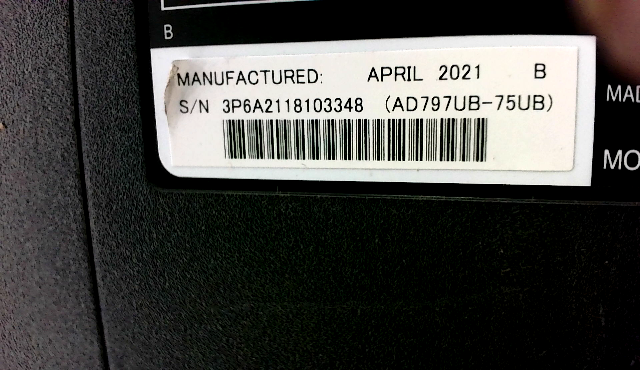 B
MANUFACTURED: APRIL 2021 B
S/N 3P6A2118103348 (AD797UB-75UB)
MAD
MO